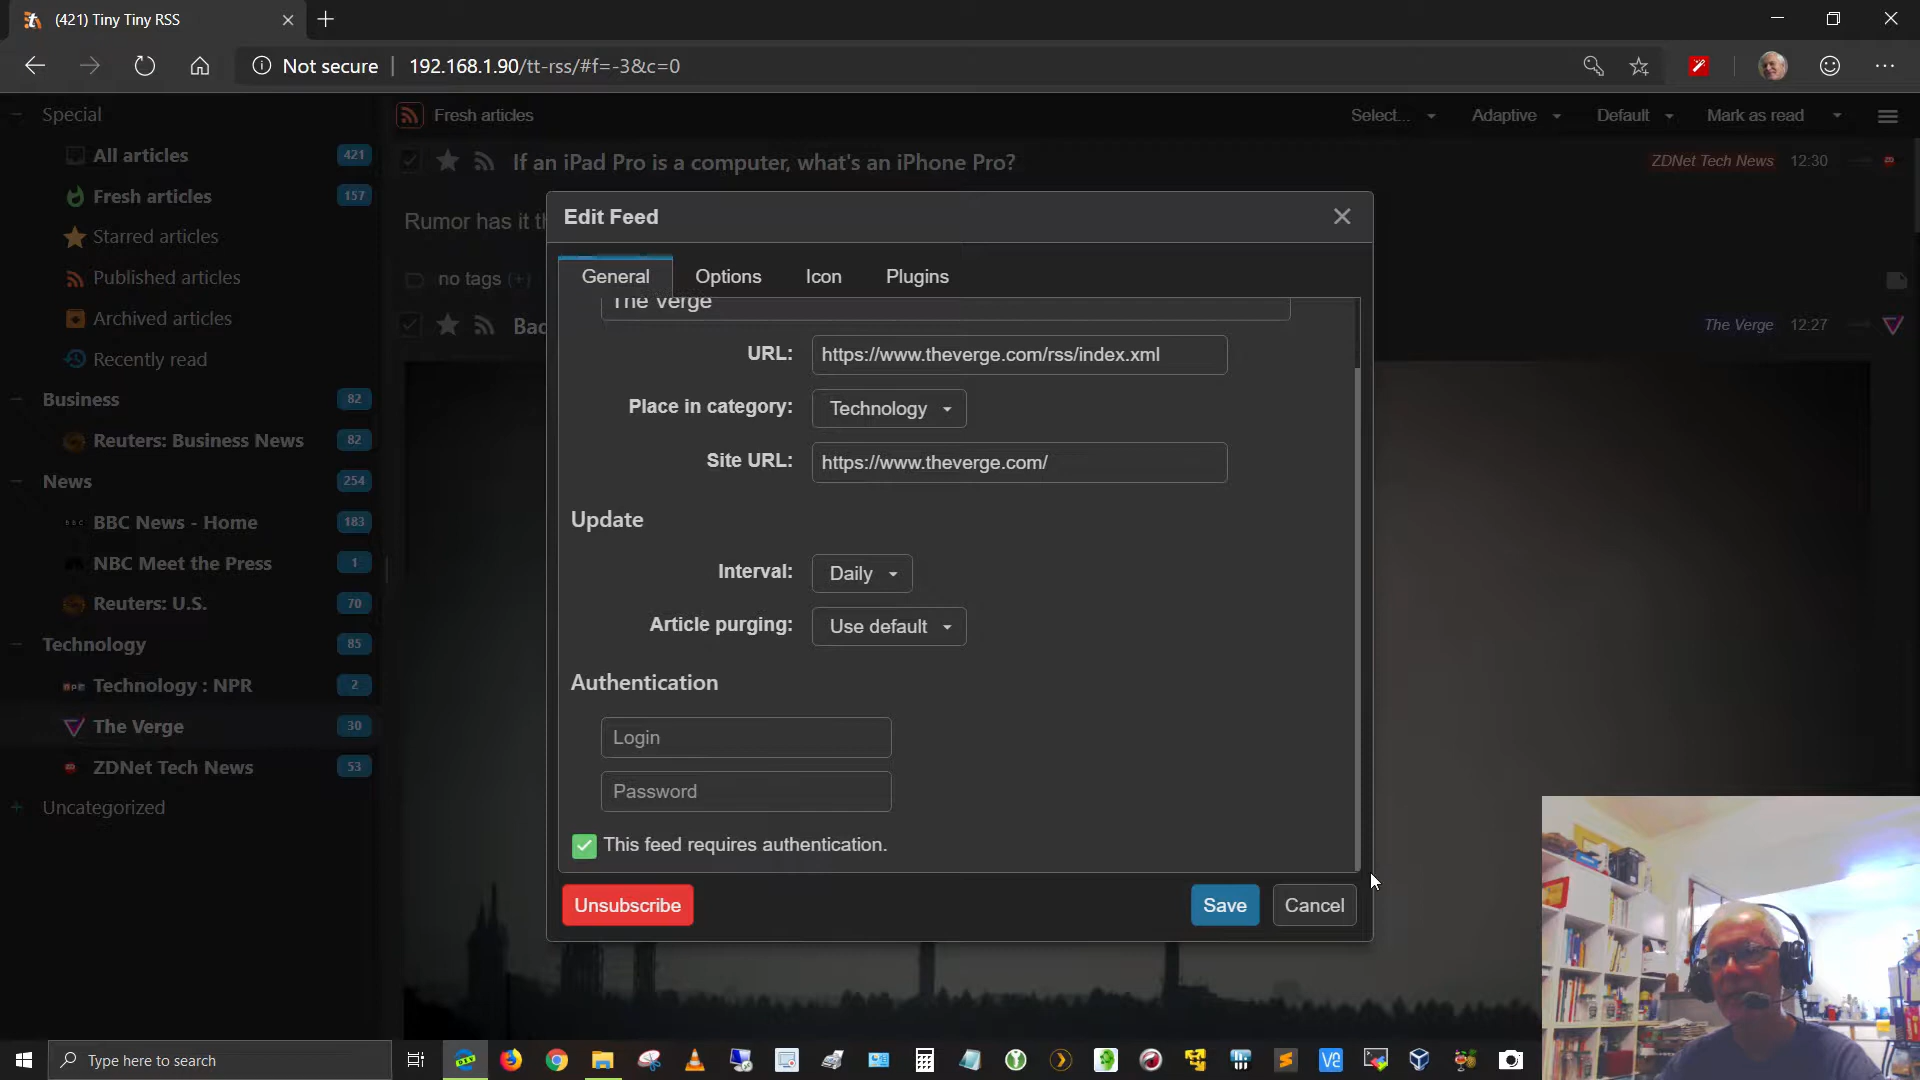 (421) Tiny Tiny RSS
Not secure | 192.168.1.90/tt-rss/#f=-3&c=0
Special
All articles 421
Fresh articles 157
Starred articles
Published articles
Archived articles
Recently read
Business 82
Reuters: Business News 82
News 254
BBC News - Home 183
NBC Meet the Press 1
Reuters: U.S. 70
Technology 85
Technology : NPR 2
The Verge 30
ZDNet Tech News 53
Uncategorized
Fresh articles Select... Adaptive Default Mark as read
If an iPad Pro is a computer, what's an iPhone Pro? ZDNet Tech News 12:30
Rumor has it th
no tags (+)
Bac The Verge 12:27
Edit Feed
General Options Icon Plugins
The Verge
URL: https://www.theverge.com/rss/index.xml
Place in category: Technology
Site URL: https://www.theverge.com/
Update
Interval: Daily
Article purging: Use default
Authentication
Login
Password
This feed requires authentication.
Unsubscribe Save Cancel
Type here to search